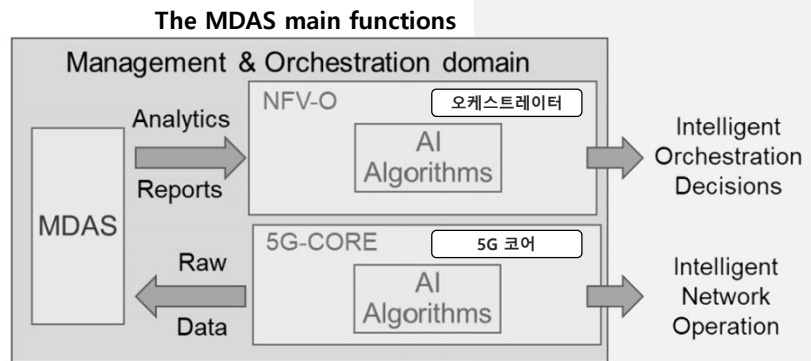 The MDAS main functions
Management & Orchestration domain
MDAS
Analytics
Reports
NFV-O
오케스트레이터
AI
Algorithms
Intelligent
Orchestration
Decisions
Raw
Data
5G-CORE
5G 코어
AI
Algorithms
Intelligent
Network
Operation